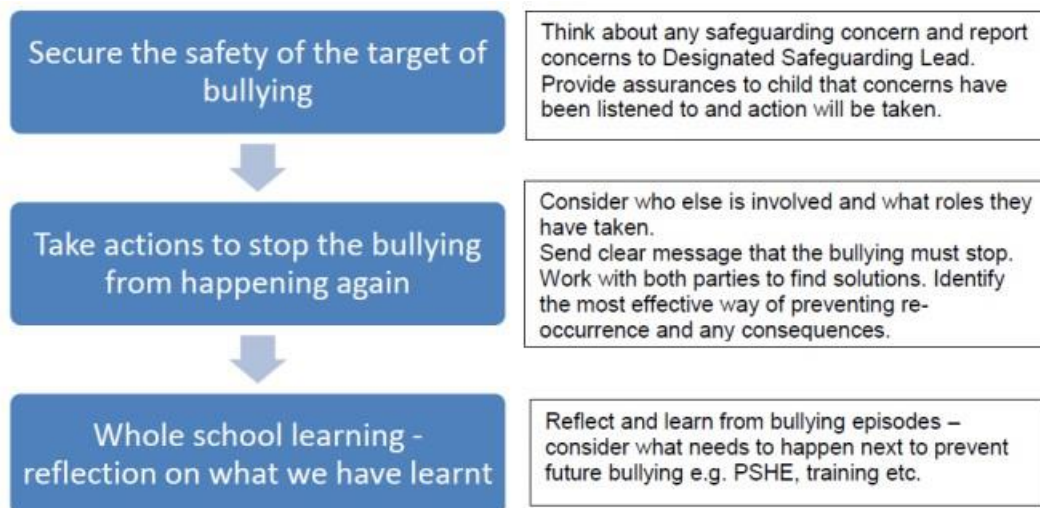 Secure the safety of the target of
bullying
Think about any safeguarding concern and report
concerns to Designated Safeguarding Lead.
Provide assurances to child that concerns have
been listened to and action will be taken.
Take actions to stop the bullying
from happening again
Consider who else is involved and what roles they
have taken.
Send clear message that the bullying must stop.
Work with both parties to find solutions. Identify
the most effective way of preventing re-
occurrence and any consequences.
Whole school learning -
reflection on what we have learnt
Reflect and learn from bullying episodes –
consider what needs to happen next to prevent
future bullying e.g. PSHE, training etc.